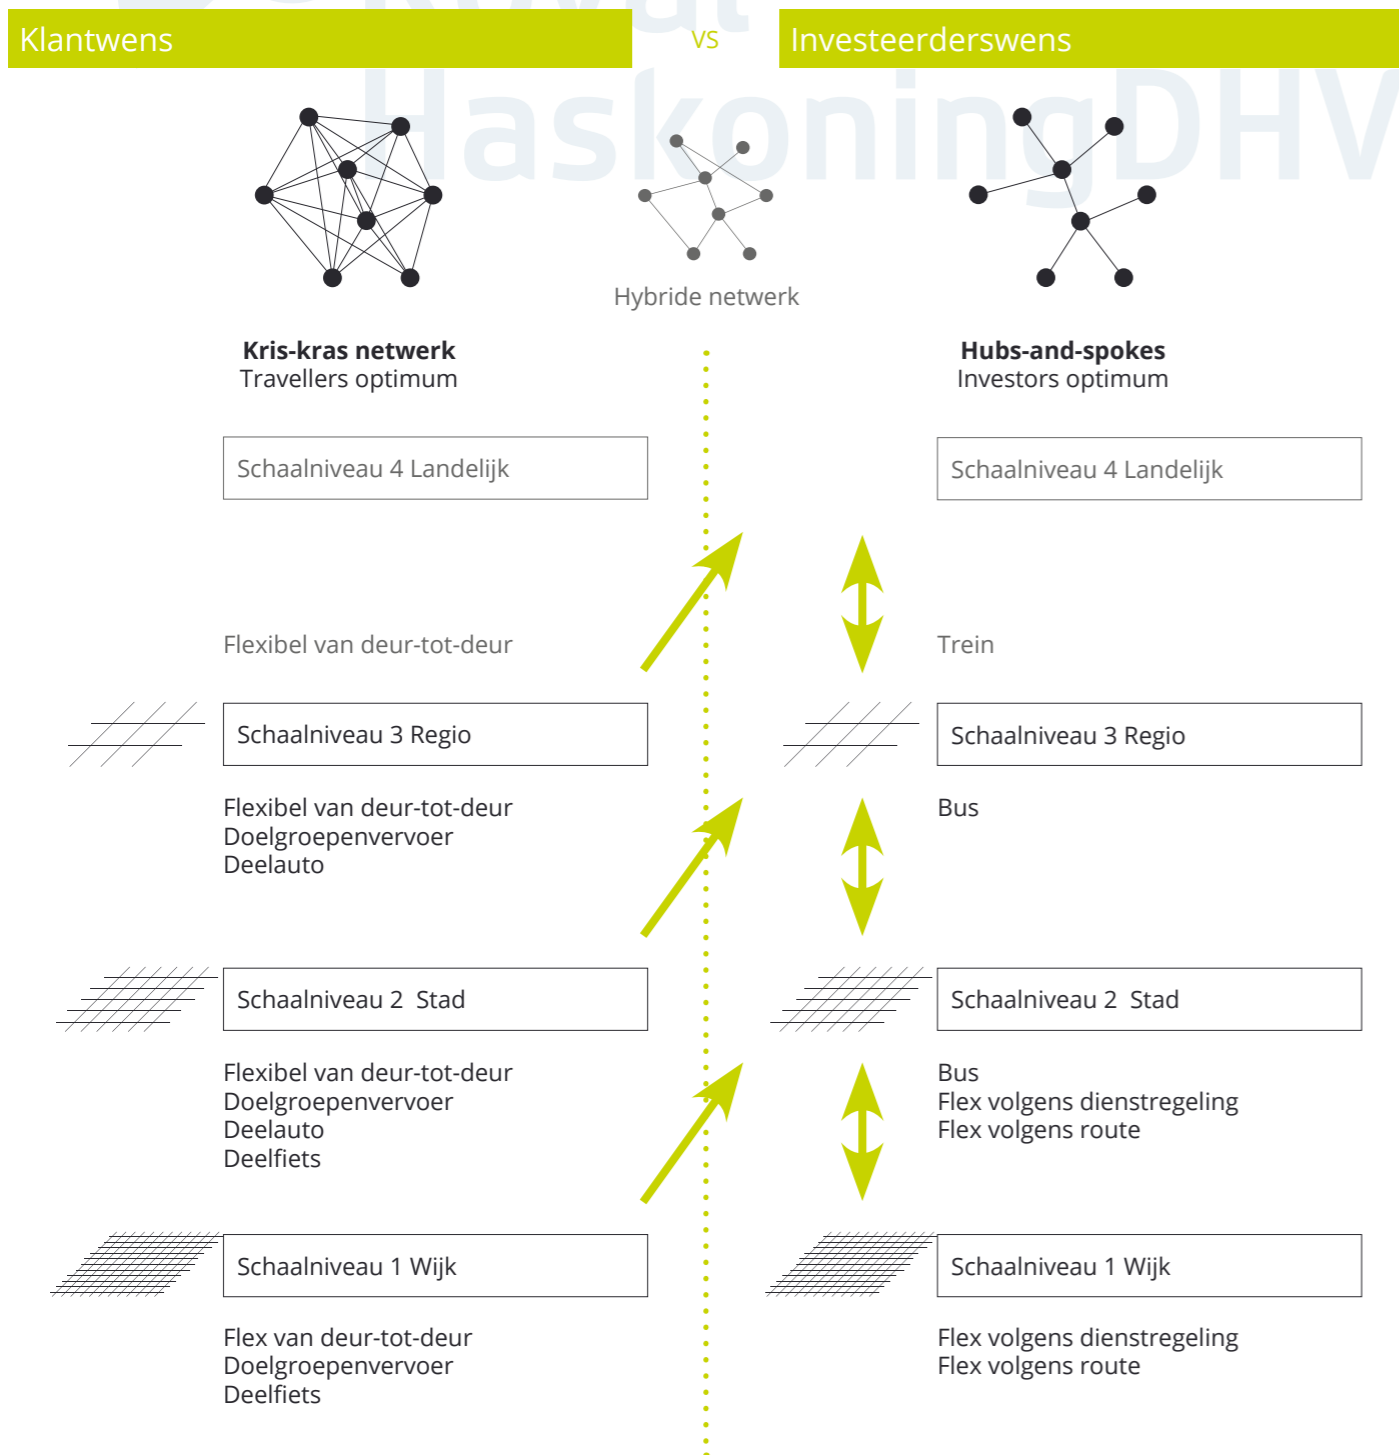 Royal
HaskoningDHV
Klantwens
VS
Investeerderswens
Hybride netwerk
Kris-kras netwerk
Travellers optimum
Hubs-and-spokes
Investors optimum
Schaalniveau 4 Landelijk
Schaalniveau 4 Landelijk
Flexibel van deur-tot-deur
Trein
Schaalniveau 3 Regio
Schaalniveau 3 Regio
Flexibel van deur-tot-deur
Doelgroepenvervoer
Deelauto
Bus
Schaalniveau 2 Stad
Schaalniveau 2 Stad
Flexibel van deur-tot-deur
Doelgroepenvervoer
Deelauto
Deelfiets
Bus
Flex volgens dienstregeling
Flex volgens route
Schaalniveau 1 Wijk
Schaalniveau 1 Wijk
Flex van deur-tot-deur
Doelgroepenvervoer
Deelfiets
Flex volgens dienstregeling
Flex volgens route